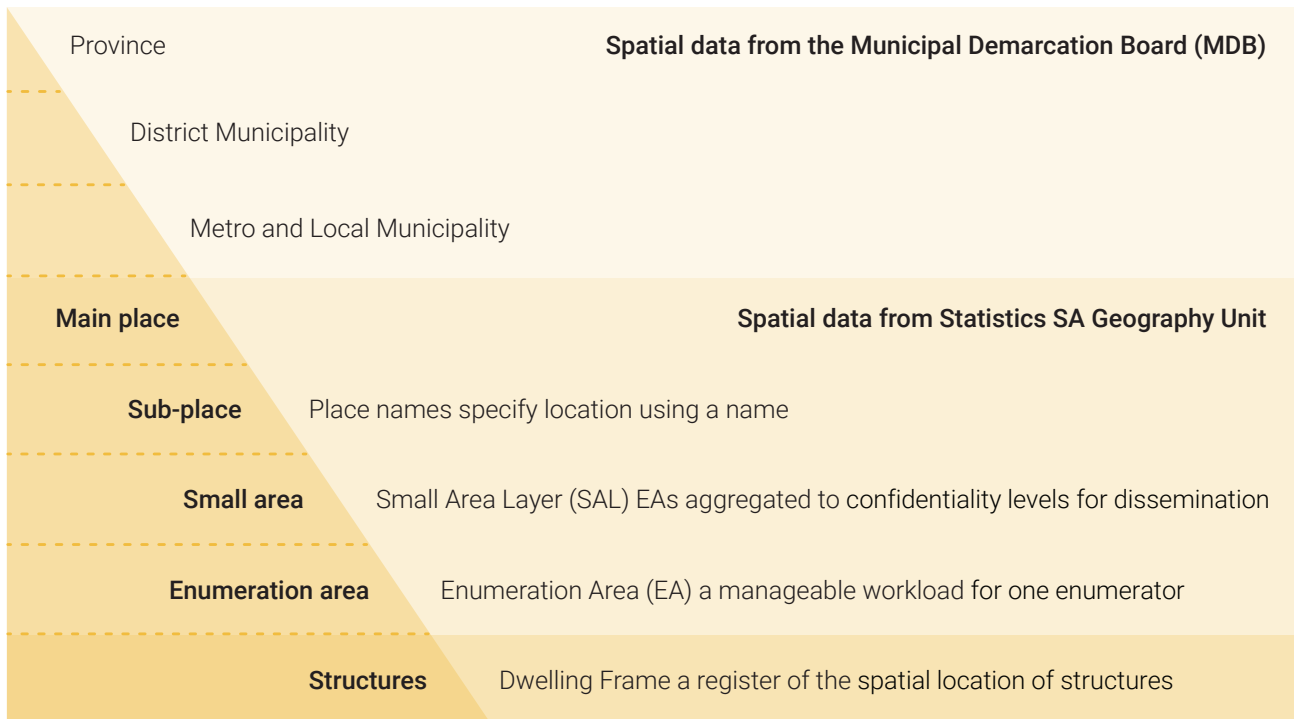 Province
Spatial data from the Municipal Demarcation Board (MDB)
District Municipality
Metro and Local Municipality
Main place
Spatial data from Statistics SA Geography Unit
Sub-place
Place names specify location using a name
Small area
Small Area Layer (SAL) EAs aggregated to confidentiality levels for dissemination
Enumeration area
Enumeration Area (EA) a manageable workload for one enumerator
Structures
Dwelling Frame a register of the spatial location of structures